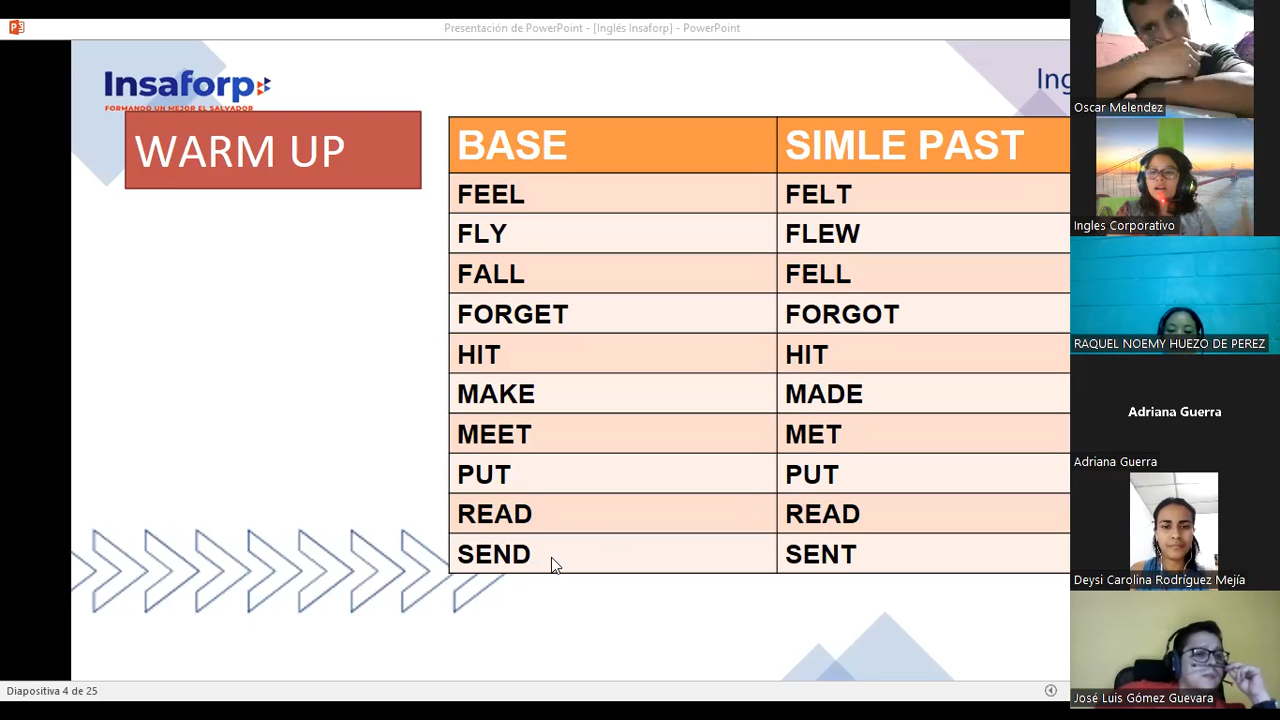 Presentación de PowerPoint - [Inglés Insaforp] - PowerPoint
Insaforp
FORMANDO UN MEJOR EL SALVADOR
Ing
WARM UP
BASE SIMLE PAST
FEEL FELT
FLY FLEW
FALL FELL
FORGET FORGOT
HIT HIT
MAKE MADE
MEET MET
PUT PUT
READ READ
SEND SENT
Diapositiva 4 de 25
Oscar Melendez
Ingles Corporativo
RAQUEL NOEMY HUEZO DE PEREZ
Adriana Guerra
Adriana Guerra
Deysi Carolina Rodríguez Mejía
José Luis Gómez Guevara